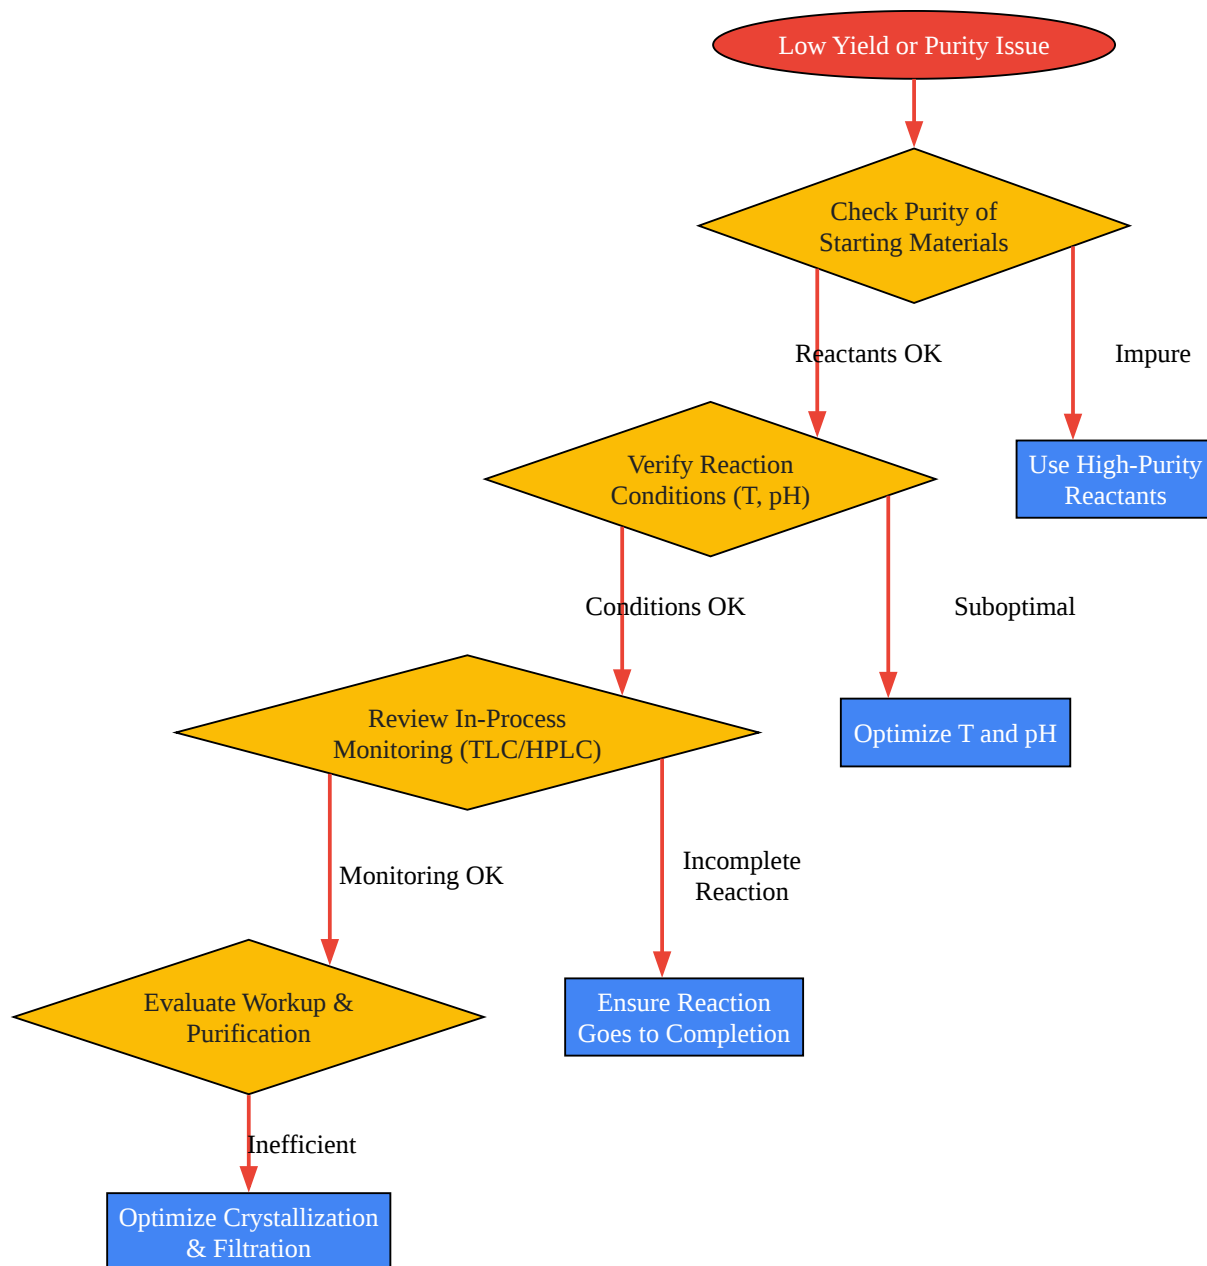 Low Yield or Purity Issue
Check Purity of
Starting Materials
Reactants OK
Impure
Verify Reaction
Conditions (T, pH)
Use High-Purity
Reactants
Conditions OK
Suboptimal
Review In-Process
Monitoring (TLC/HPLC)
Optimize T and pH
Monitoring OK
Incomplete
Reaction
Evaluate Workup &
Purification
Ensure Reaction
Goes to Completion
Inefficient
Optimize Crystallization
& Filtration